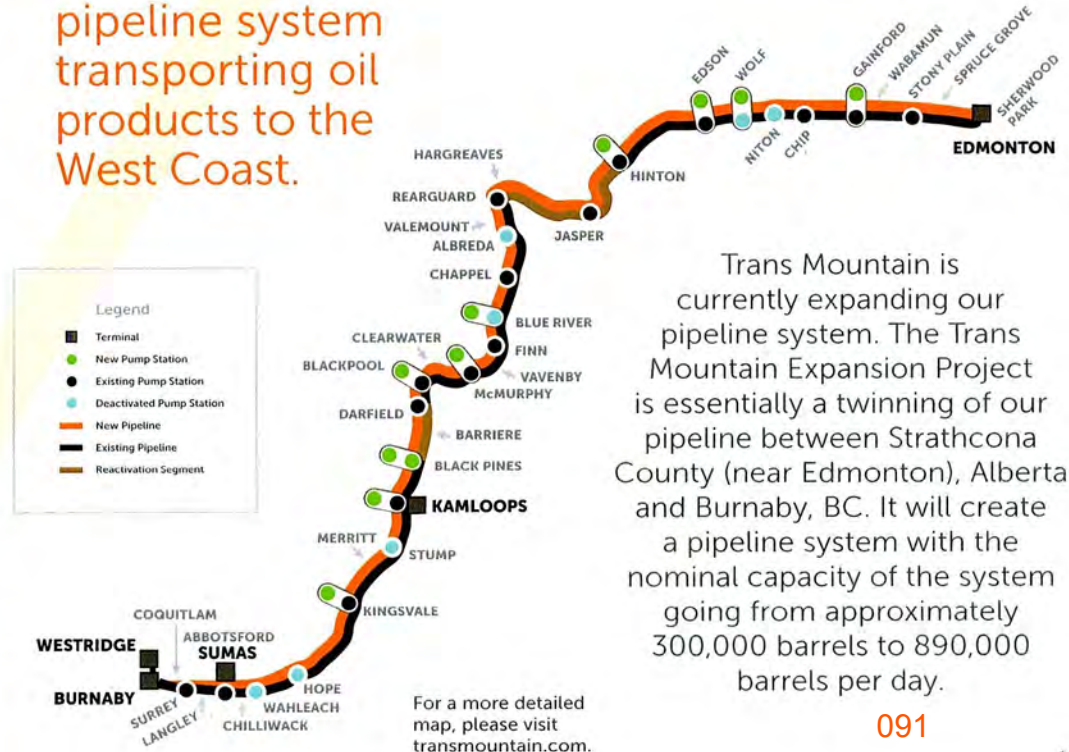 pipeline system
transporting oil
products to the
West Coast.
EDSON
WOLF
GAINFORD
WABAMUN
STONY PLAIN
SPRUCE GROVE
SHERWOOD
PARK
EDMONTON
NITON
CHIP
HINTON
HARGREAVES
REARGUARD
JASPER
VALEMOUNT
ALBREDA
CHAPPEL
BLUE RIVER
CLEARWATER
FINN
BLACKPOOL
VAVENBY
McMURPHY
DARFIELD
BARRIERE
BLACK PINES
KAMLOOPS
MERRITT
STUMP
KINGSVALE
COQUITLAM
ABBOTSFORD
SUMAS
WESTRIDGE
BURNABY
HOPE
WAHLEACH
CHILLIWACK
SURREY
LANGLEY
Legend
Terminal
New Pump Station
Existing Pump Station
Deactivated Pump Station
New Pipeline
Existing Pipeline
Reactivation Segment
Trans Mountain is
currently expanding our
pipeline system. The Trans
Mountain Expansion Project
is essentially a twinning of our
pipeline between Strathcona
County (near Edmonton), Alberta
and Burnaby, BC. It will create
a pipeline system with the
nominal capacity of the system
going from approximately
300,000 barrels to 890,000
barrels per day.
For a more detailed
map, please visit
transmountain.com.
091